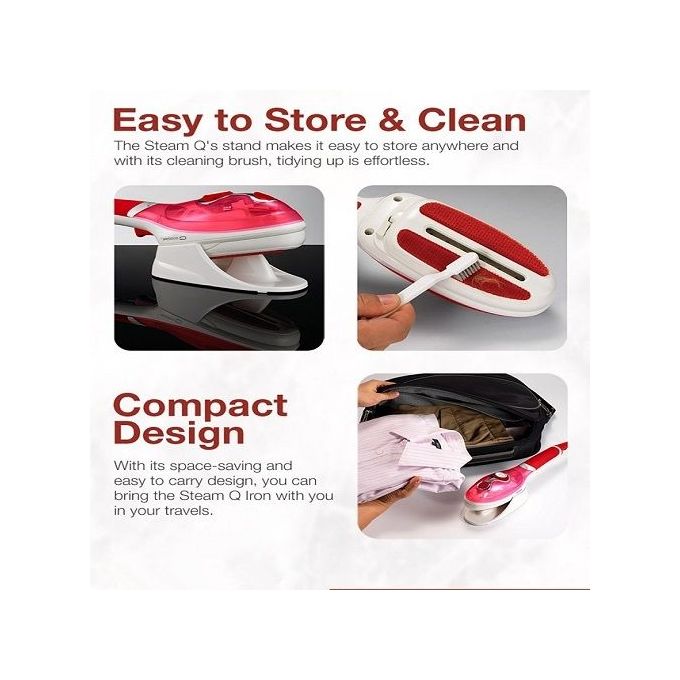 Easy to Store & Clean
The Steam Q's stand makes it easy to store anywhere and
with its cleaning brush, tidying up is effortless.
Compact
Design
With its space-saving and
easy to carry design, you can
bring the Steam Q Iron with you
in your travels.